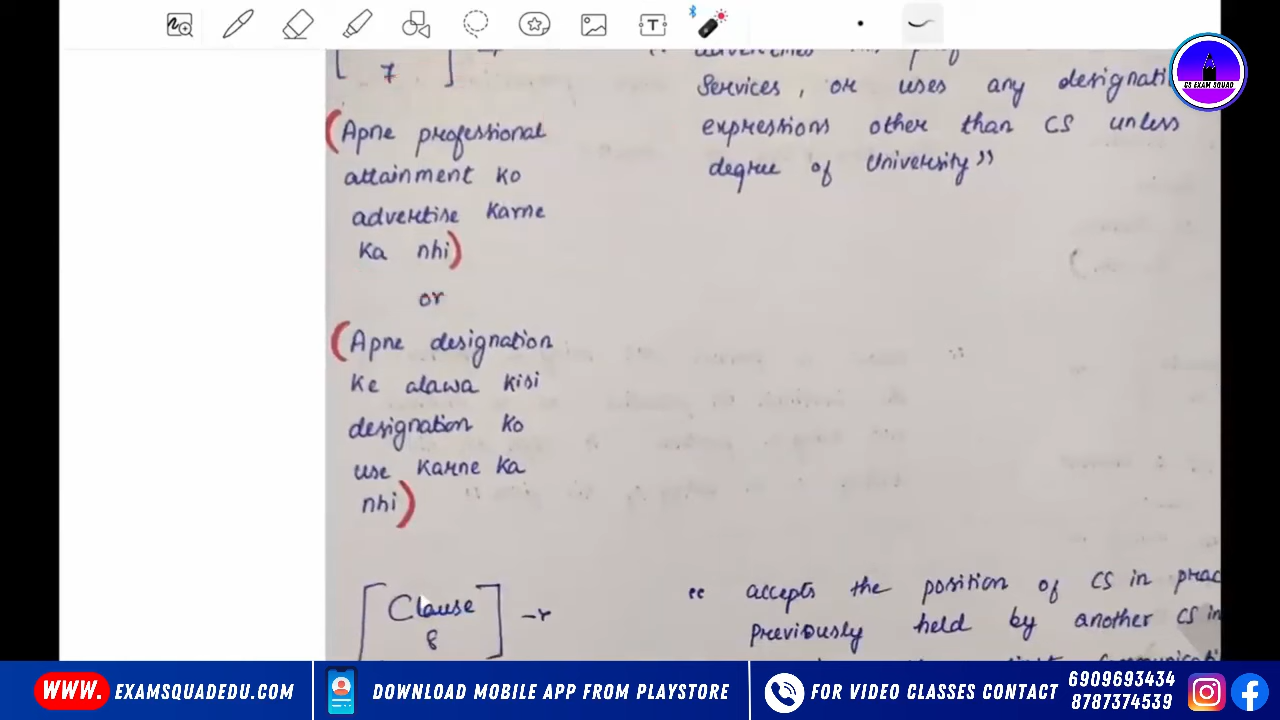 T
CS EXAM SQUAD
7
Services, or uses any
expressions other than CS unless
degree of University"
(Apne professional
attainment ko
advertise karne
ka nhi)
or
(Apne designation
ke alawa kisi
designation ko
use karne ka
nhi)
[Clause
8] →
" accepts the position of CS in
previously held by another CS in
WWW. EXAMSQUADEDU.COM
DOWNLOAD MOBILE APP FROM PLAYSTORE
FOR VIDEO CLASSES CONTACT
6909693434
8787374539